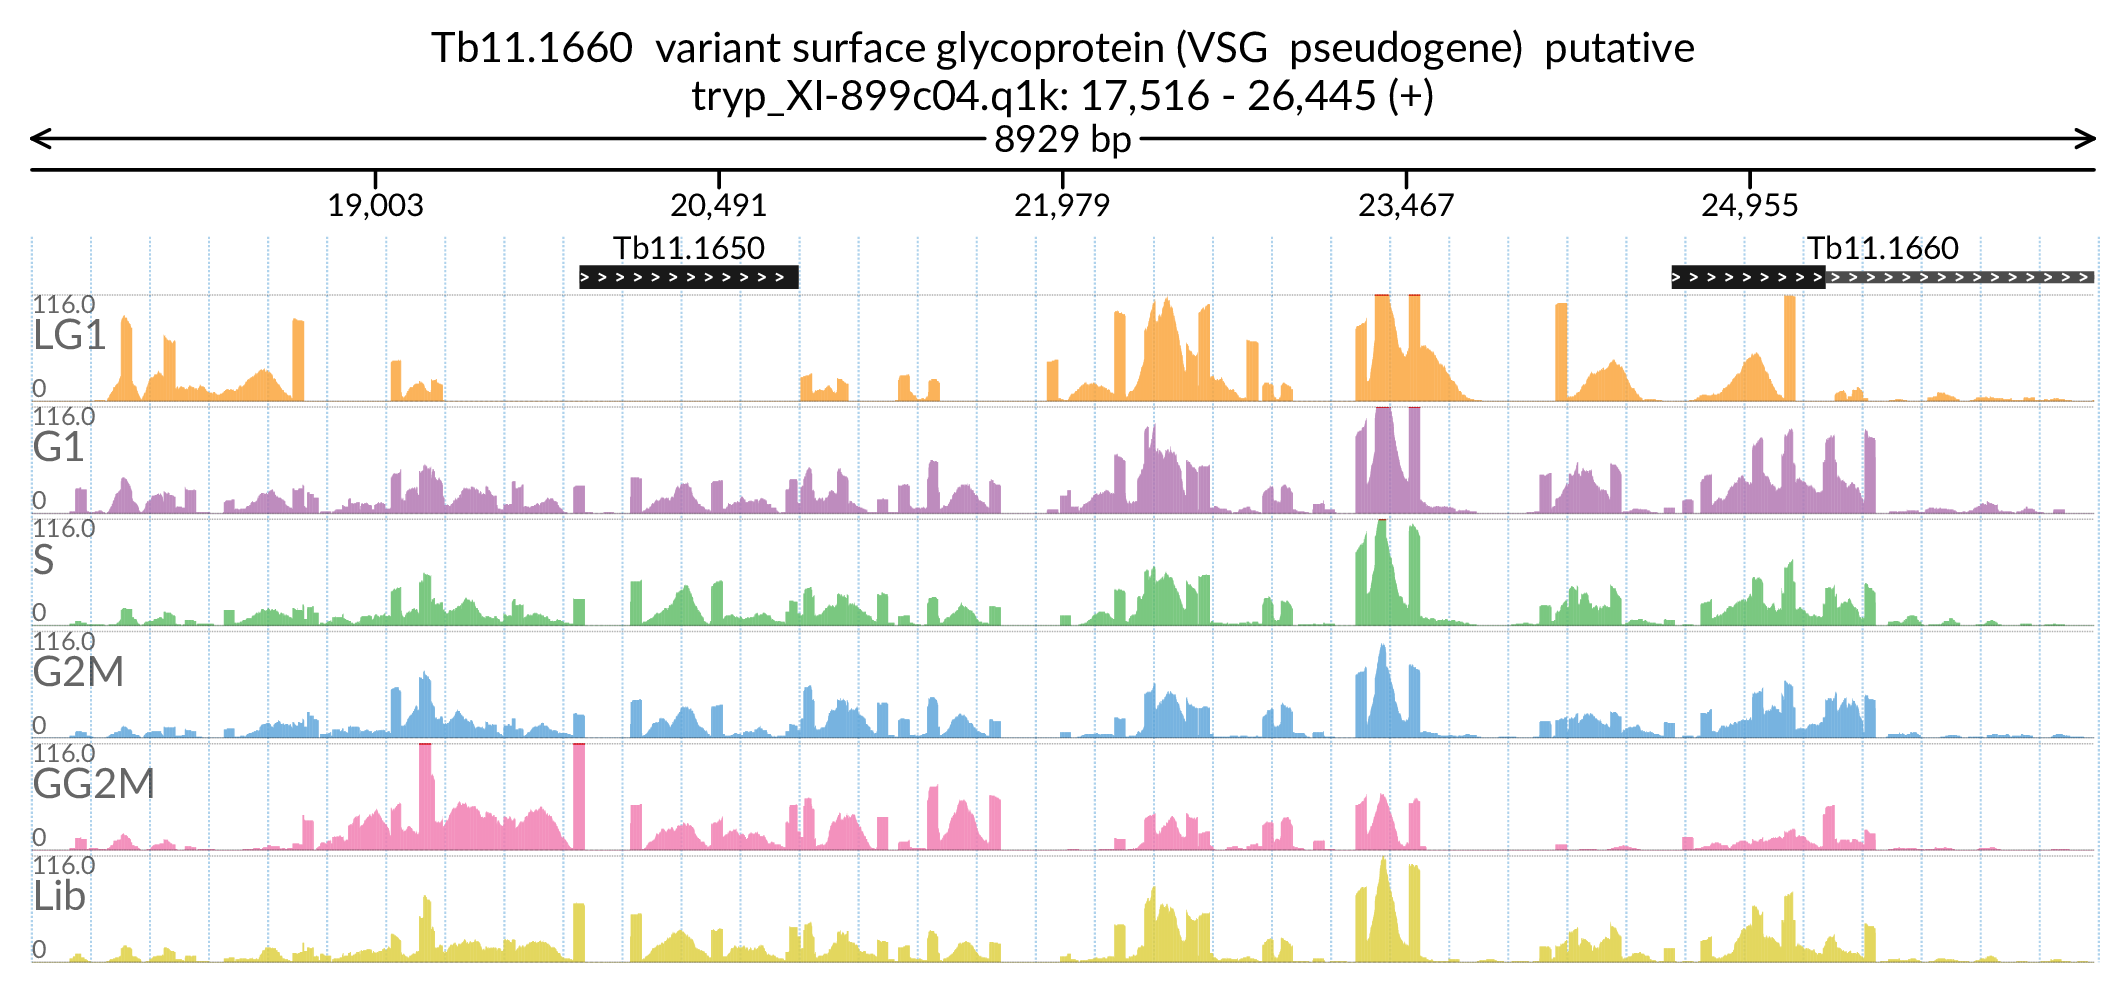 Tb11.1660 variant surface glycoprotein (VSG pseudogene) putative
tryp_XI-899c04.q1k: 17,516 - 26,445 (+)
8929 bp
19,003 20,491 21,979 23,467 24,955
Tb11.1650 Tb11.1660
116.0
LG1
0
116.0
G1
0
116.0
S
0
116.0
G2M
0
116.0
GG2M
0
116.0
Lib
0